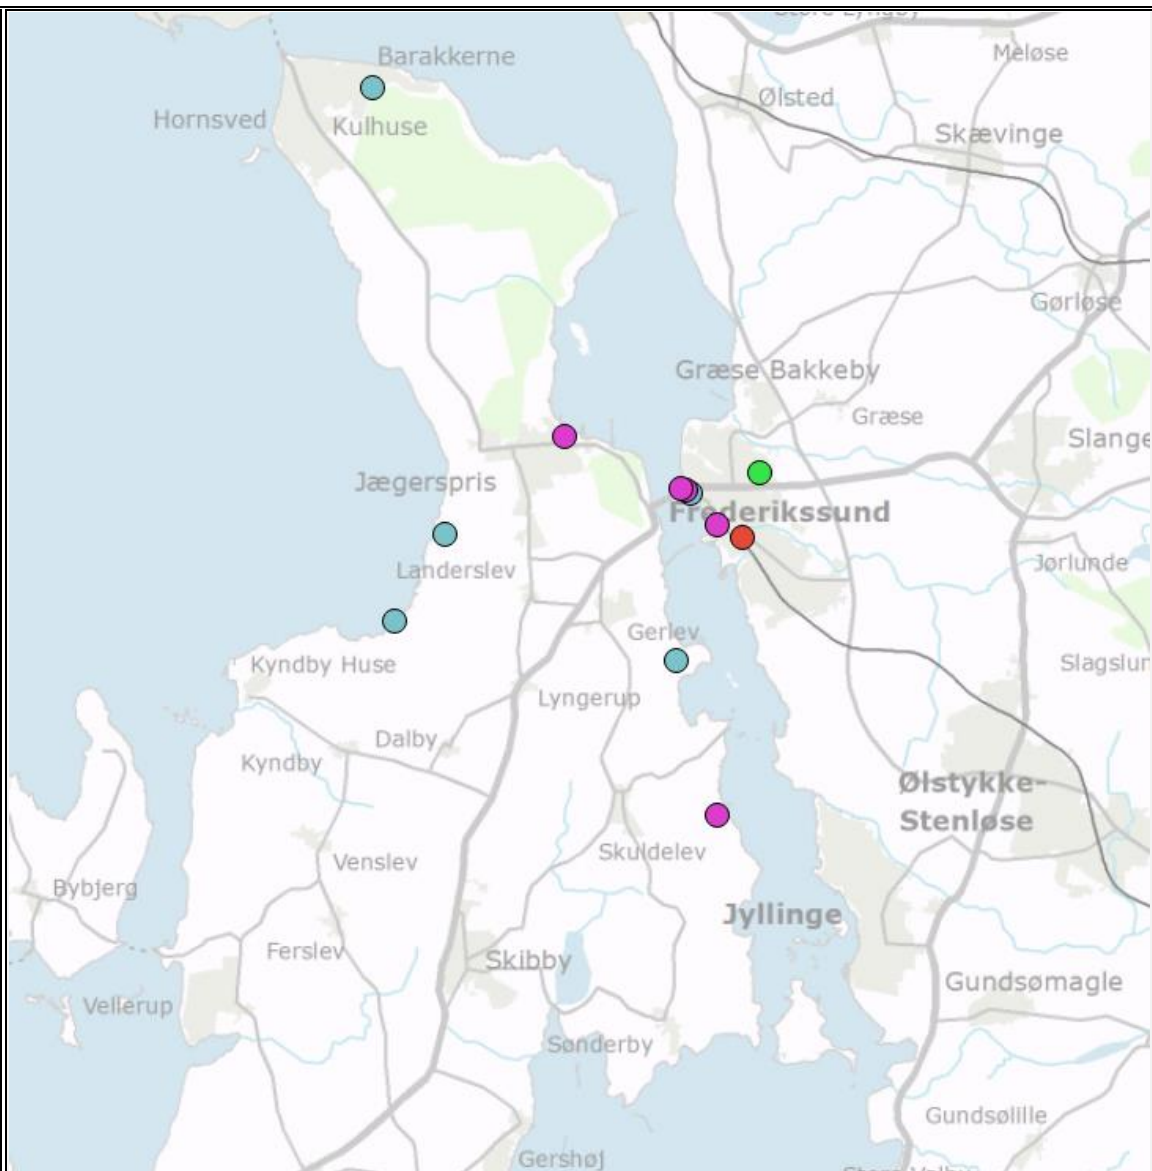 Barakkerne
Meløse
Ølsted
Hornsved
Kulhuse
Skævinge
Gørløse
Græse Bakkeby
Græse
Slange
Jægerspris
Frederikssund
Landerslev
Jørlunde
Gerlev
Kyndby Huse
Slagslun
Lyngerup
Dalby
Kyndby
Ølstykke-
Stenløse
Skuldelev
Venslev
Bybjerg
Jyllinge
Ferslev
Skibby
Gundsømagle
Vellerup
Sønderby
Gundsølille
Gershøj